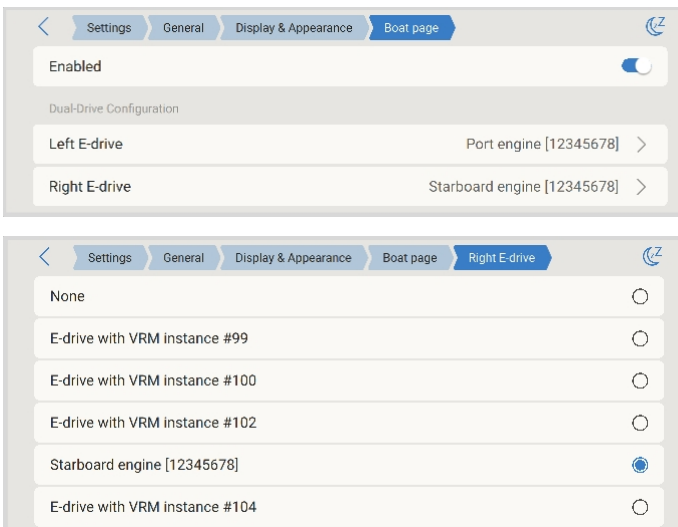 Settings General Display & Appearance Boat page
Enabled
Dual-Drive Configuration
Left E-drive Port engine [12345678]
Right E-drive Starboard engine [12345678]
Settings General Display & Appearance Boat page Right E-drive
None
E-drive with VRM instance #99
E-drive with VRM instance #100
E-drive with VRM instance #102
Starboard engine [12345678]
E-drive with VRM instance #104